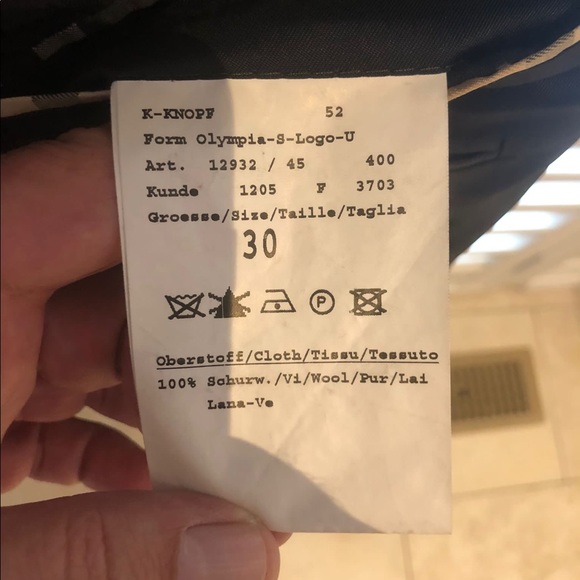 K-KNOPF 52
Form Olympia-S-Logo-U
Art. 12932 / 45 400
Kunde 1205 F 3703
Groesse/Size/Taille/Taglia
30
P
Oberstoff/Cloth/Tissu/Tessuto
100% Schurw./Vi/Wool/Pur/Lai
Lana-Ve